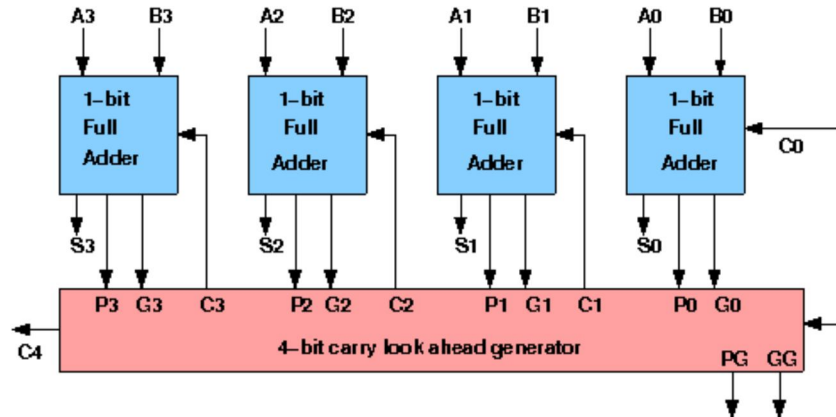 A3 B3 A2 B2 A1 B1 A0 B0
1-bit
Full
Adder
1-bit
Full
Adder
1-bit
Full
Adder
1-bit
Full
Adder
C0
S3 S2 S1 S0
P3 G3 C3 P2 G2 C2 P1 G1 C1 P0 G0
C4
4-bit carry look ahead generator
PG GG